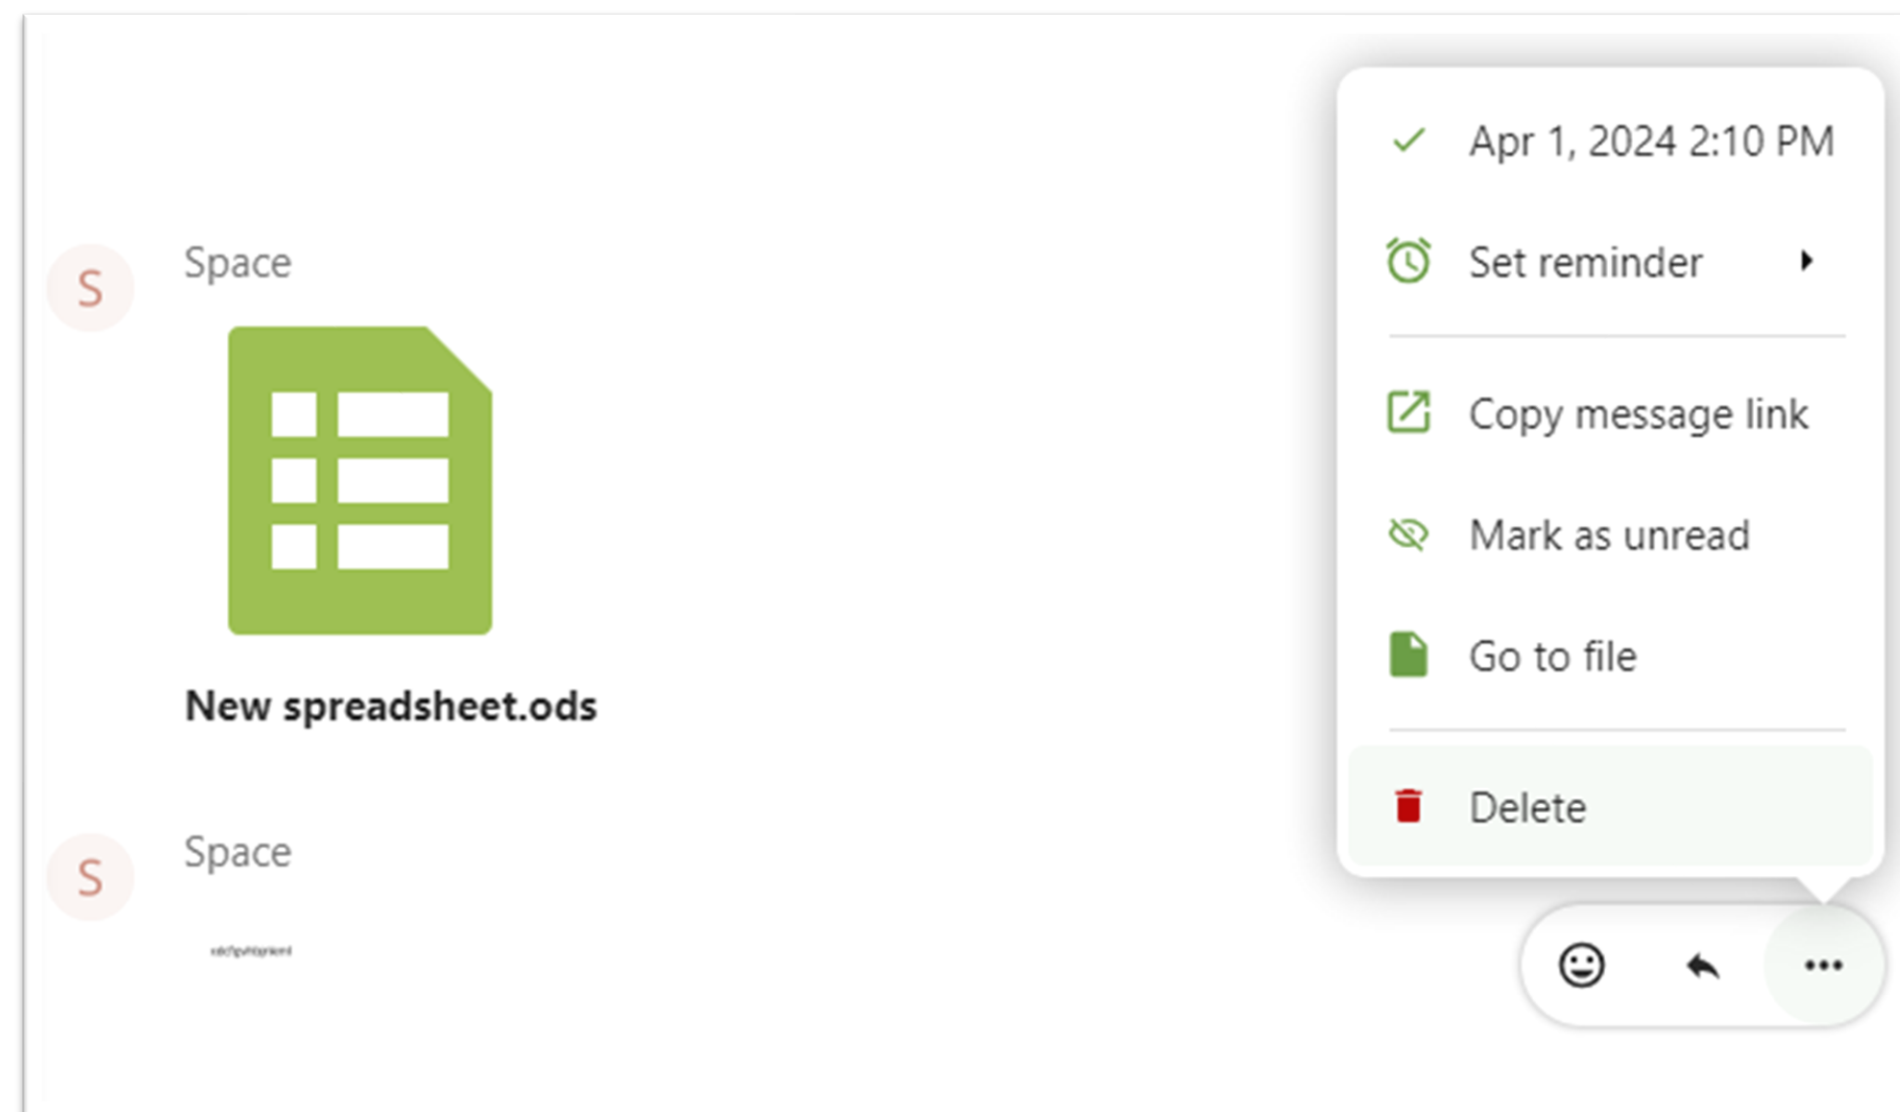 S
Space
New spreadsheet.ods
S
Space
Apr 1, 2024 2:10 PM
Set reminder
Copy message link
Mark as unread
Go to file
Delete